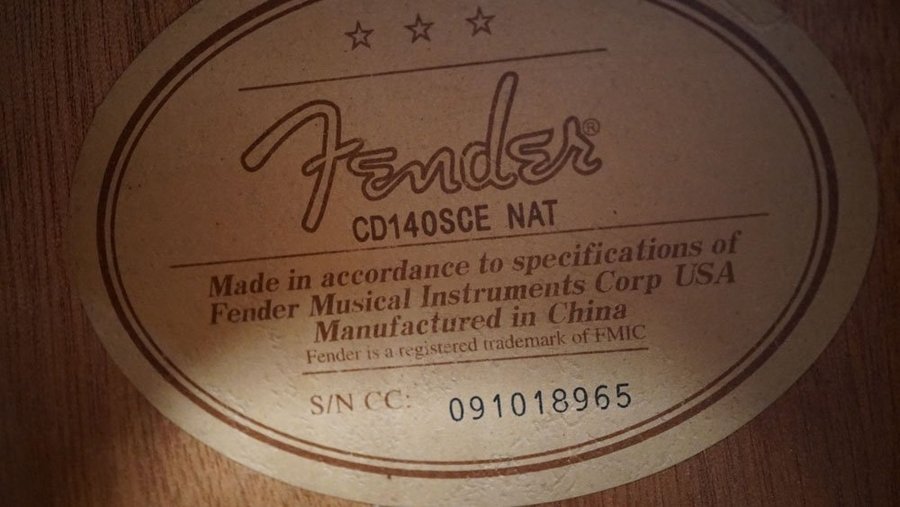 Fender®
CD140SCE NAT
Made in accordance to specifications of
Fender Musical Instruments Corp USA
Manufactured in China
Fender is a registered trademark of FMIC
S/N CC: 091018965